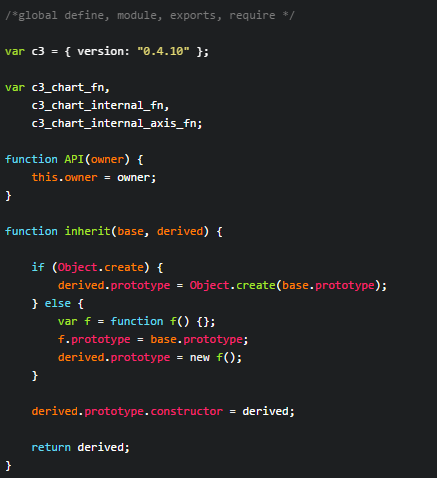 /*global define, module, exports, require */

var c3 = { version: "0.4.10" };

var c3_chart_fn,
    c3_chart_internal_fn,
    c3_chart_internal_axis_fn;

function API(owner) {
    this.owner = owner;
}

function inherit(base, derived) {

    if (Object.create) {
        derived.prototype = Object.create(base.prototype);
    } else {
        var f = function f() {};
        f.prototype = base.prototype;
        derived.prototype = new f();
    }

    derived.prototype.constructor = derived;

    return derived;
}